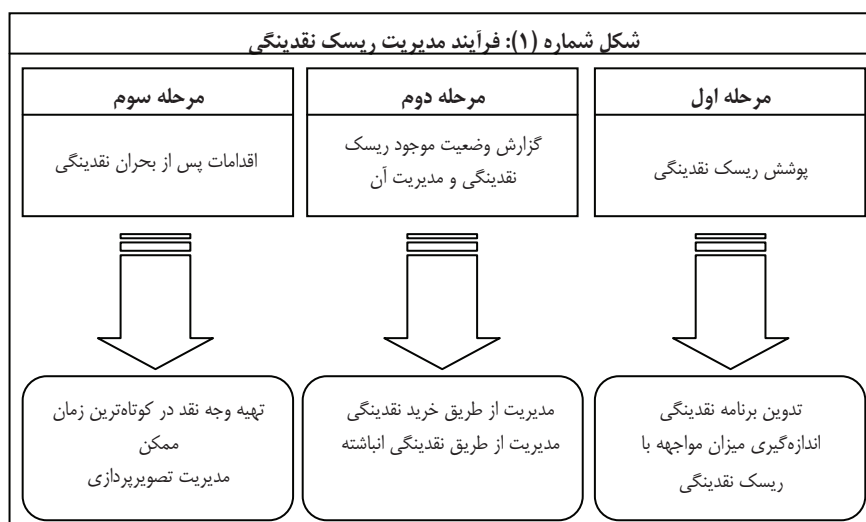 شکل شماره (۱): فرآیند مدیریت ریسک نقدینگی
مرحله اول
پوشش ریسک نقدینگی
مرحله دوم
گزارش وضعیت موجود ریسک
نقدینگی و مدیریت آن
مرحله سوم
اقدامات پس از بحران نقدینگی
تدوین برنامه نقدینگی
اندازه‌گیری میزان مواجهه با
ریسک نقدینگی
مدیریت از طریق خرید نقدینگی
مدیریت از طریق نقدینگی انباشته
تهیه وجه نقد در کوتاه‌ترین زمان
ممکن
مدیریت تصویرپردازی